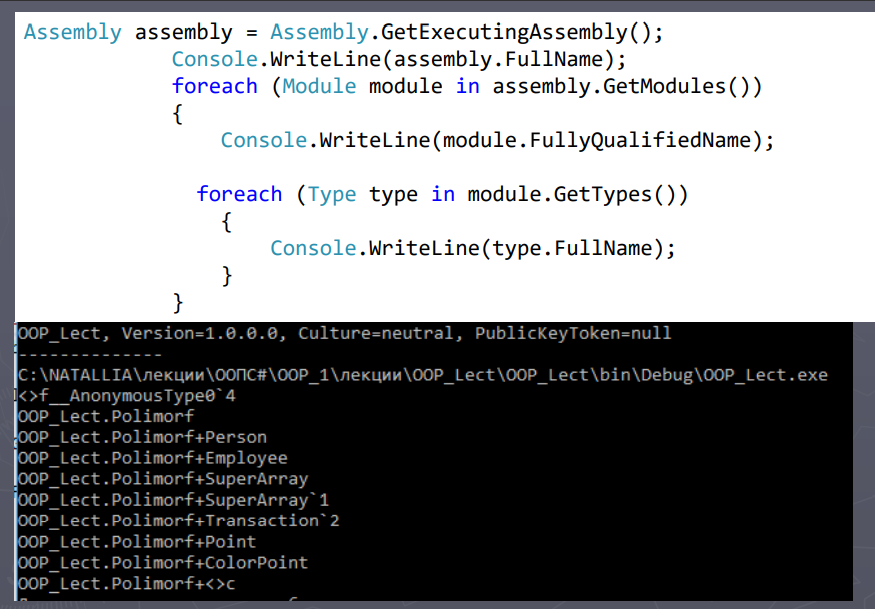 Assembly assembly = Assembly.GetExecutingAssembly();
Console.WriteLine(assembly.FullName);
foreach (Module module in assembly.GetModules())
{
Console.WriteLine(module.FullyQualifiedName);
foreach (Type type in module.GetTypes())
{
Console.WriteLine(type.FullName);
}
}
OOP_Lect, Version=1.0.0.0, Culture=neutral, PublicKeyToken=null
--------------
C:\NATALLIA\лекции\ООПC#\OOP_1\лекции\OOP_Lect\OOP_Lect\bin\Debug\OOP_Lect.exe
<>f__AnonymousType0`4
OOP_Lect.Polimorf
OOP_Lect.Polimorf+Person
OOP_Lect.Polimorf+Employee
OOP_Lect.Polimorf+SuperArray
OOP_Lect.Polimorf+SuperArray`1
OOP_Lect.Polimorf+Transaction`2
OOP_Lect.Polimorf+Point
OOP_Lect.Polimorf+ColorPoint
OOP_Lect.Polimorf+<>c